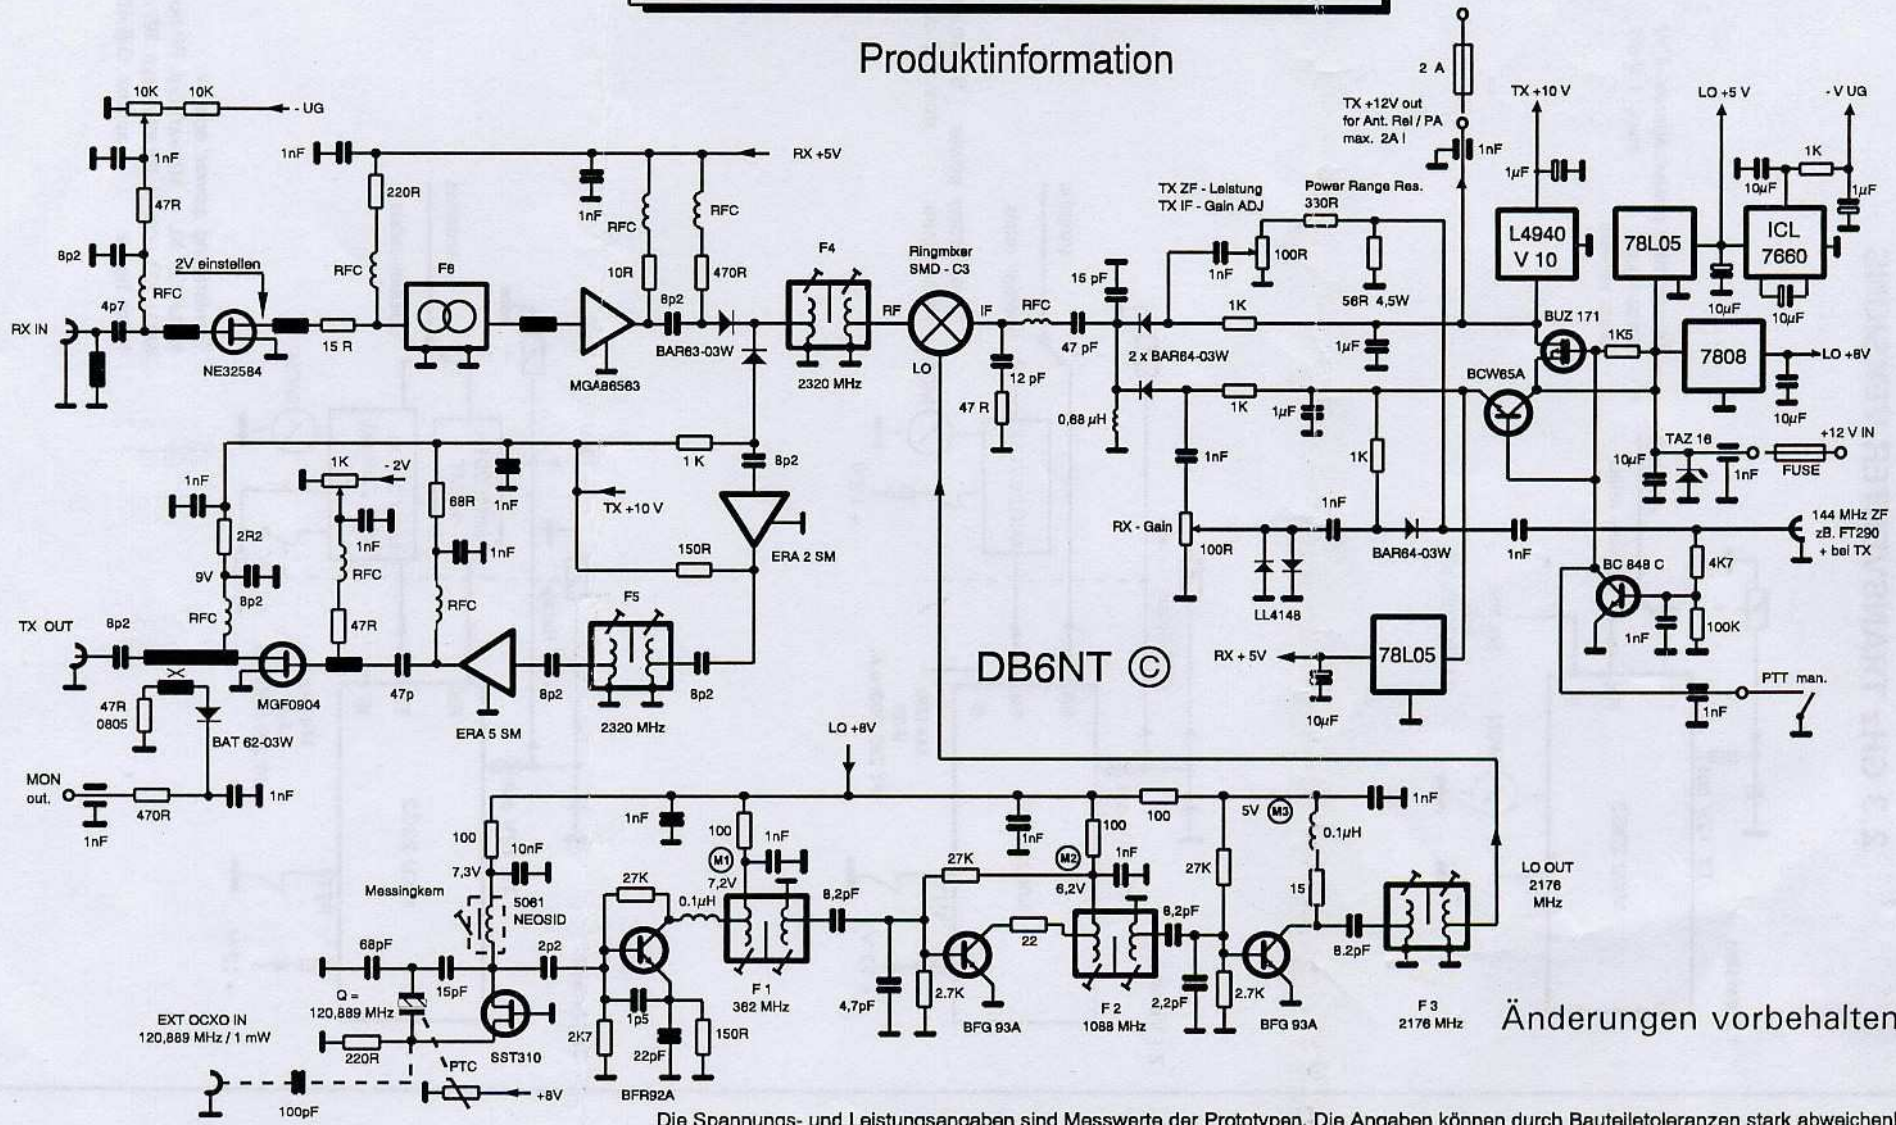 Produktinformation
10K
10K
- UG
1nF
47R
8p2
RFC
2V einstellen
4p7
RX IN
NE32584
15 R
1nF
220R
RFC
F6
1nF
RX +5V
RFC
RFC
10R
470R
8p2
MGA86563
BAR63-03W
F4
2320 MHz
Ringmixer
SMD - C3
RF
IF
LO
RFC
12 pF
47 R
47 pF
15 pF
0,68 µH
2 x BAR64-03W
TX ZF - Leistung
TX IF - Gain ADJ
1nF
100R
Power Range Res.
330R
56R 4,5W
1K
1µF
1K
1µF
1nF
1K
RX - Gain
100R
1nF
LL4148
BAR64-03W
1nF
2 A
TX +12V out
for Ant. Rel / PA
max. 2A !
1nF
TX +10 V
1µF
L4940
V 10
BUZ 171
BCW65A
1K5
LO +5 V
78L05
10µF
10µF
1K
- V UG
1µF
ICL
7660
10µF
7808
LO +8V
10µF
TAZ 16
10µF
1nF
+12 V IN
FUSE
144 MHz ZF
zB. FT290
+ bei TX
BC 848 C
4K7
100K
1nF
PTT man.
1nF
RX + 5V
78L05
10µF
DB6NT ©
1nF
2R2
9V
8p2
RFC
1K
- 2V
1nF
RFC
47R
68R
1nF
RFC
1nF
TX +10 V
1 K
8p2
ERA 2 SM
150R
F5
2320 MHz
8p2
8p2
ERA 5 SM
47p
MGF0904
TX OUT
8p2
47R
0805
BAT 62-03W
MON
out.
1nF
470R
1nF
LO +8V
100
7,3V
10nF
Messingkern
5061
NEOSID
68pF
15pF
2p2
Q =
120,889 MHz
EXT OCXO IN
120,889 MHz / 1 mW
220R
SST310
PTC
+8V
100pF
1nF
27K
0.1µH
2K7
1p5
22pF
150R
BFR92A
100
M1
7,2V
1nF
F 1
362 MHz
8,2pF
4,7pF
27K
2.7K
BFG 93A
22
1nF
100
M2
6,2V
1nF
F 2
1088 MHz
8,2pF
2,2pF
100
27K
2.7K
BFG 93A
5V
M3
0.1µH
15
1nF
8.2pF
F 3
2176 MHz
LO OUT
2176
MHz
Änderungen vorbehalten
Die Spannungs- und Leistungsangaben sind Messwerte der Prototypen. Die Angaben können durch Bauteiletoleranzen stark abweichen!